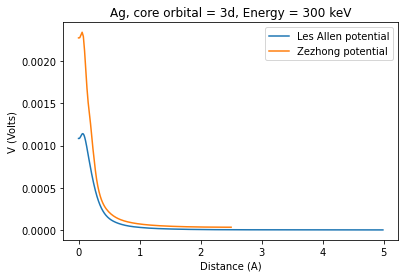 Ag, core orbital = 3d, Energy = 300 keV
Les Allen potential
Zezhong potential
V (Volts)
0.0020
0.0015
0.0010
0.0005
0.0000
0 1 2 3 4 5
Distance (A)